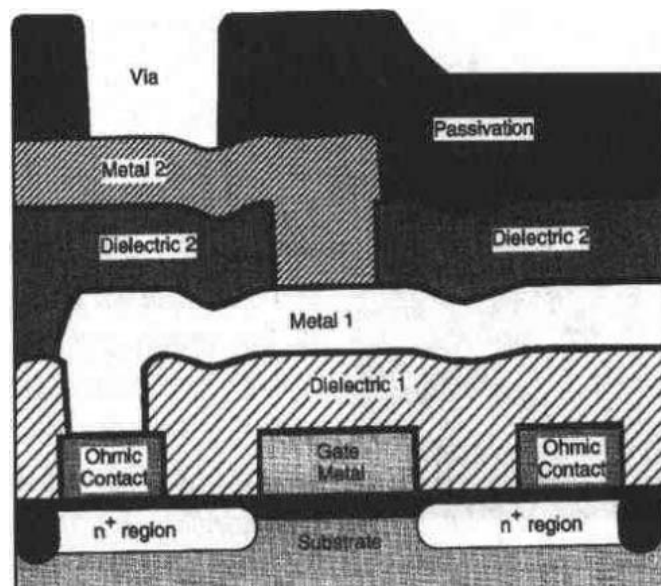 Via
Passivation
Metal 2
Dielectric 2
Dielectric 2
Metal 1
Dielectric 1
Ohmic
Contact
Gate
Metal
Ohmic
Contact
n⁺ region
n⁺ region
Substrate